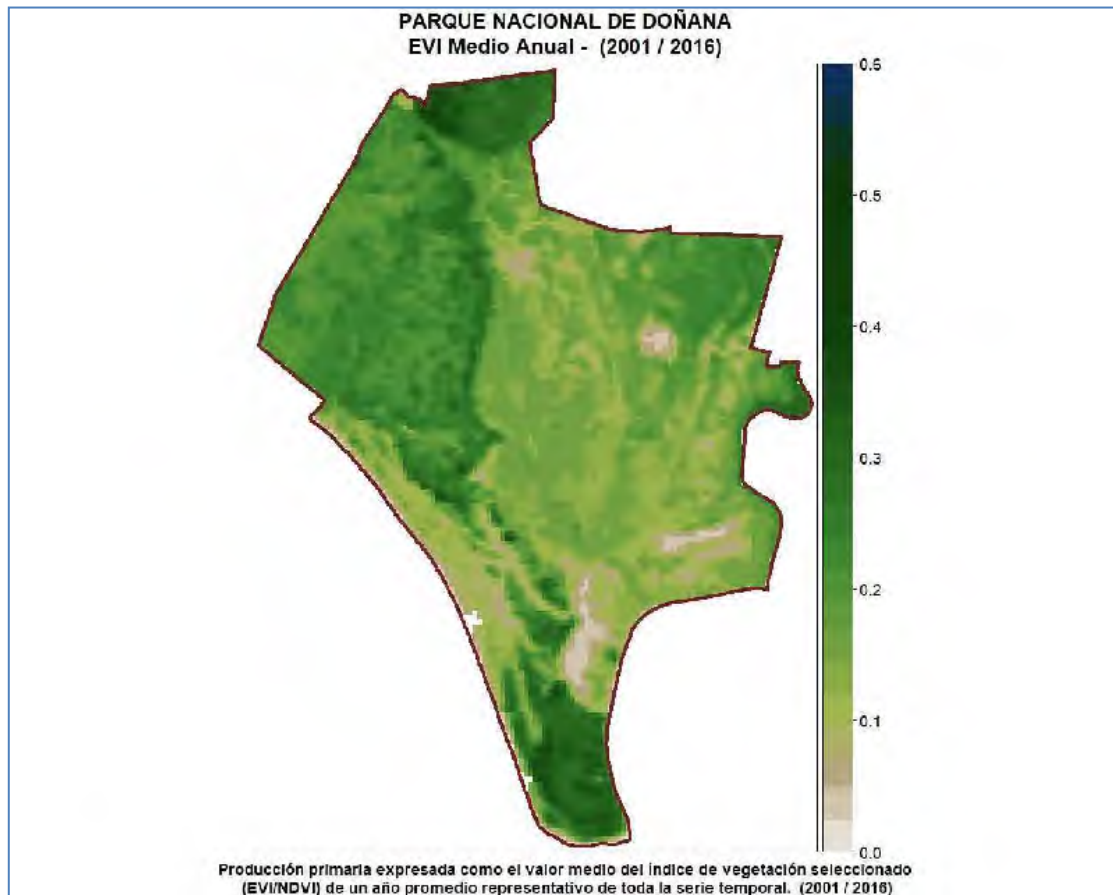 PARQUE NACIONAL DE DOÑANA
EVI Medio Anual - (2001 / 2016)
0.6
0.5
0.4
0.3
0.2
0.1
0.0
Producción primaria expresada como el valor medio del índice de vegetación seleccionado
(EVI/NDVI) de un año promedio representativo de toda la serie temporal. (2001 / 2016)